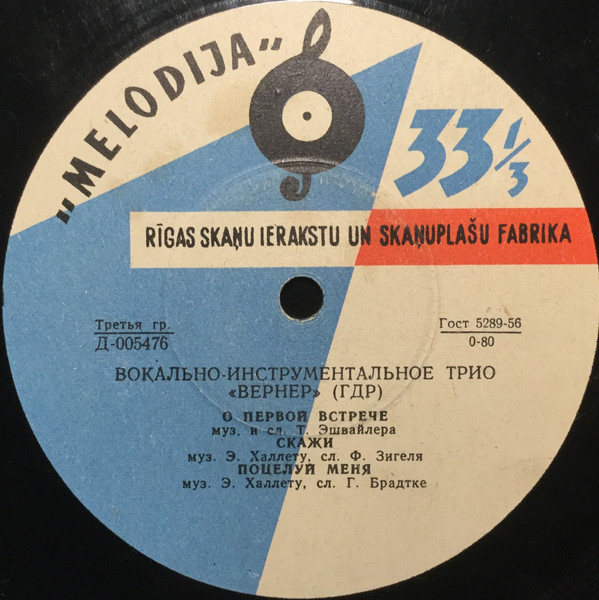 „MELODIJA”
33 1/3
RĪGAS SKAŅU IERAKSTU UN SKAŅUPLAŠU FABRIKA
Третья гр.
Д-005476
Гост 5289-56
0-80
ВОКАЛЬНО-ИНСТРУМЕНТАЛЬНОЕ ТРИО
«ВЕРНЕР» (ГДР)
О ПЕРВОЙ ВСТРЕЧЕ
муз. и сл. Т. Эшвайлера
СКАЖИ
муз. Э. Халлету, сл. Ф. Зигеля
ПОЦЕЛУЙ МЕНЯ
муз. Э. Халлету, сл. Г. Брадтке